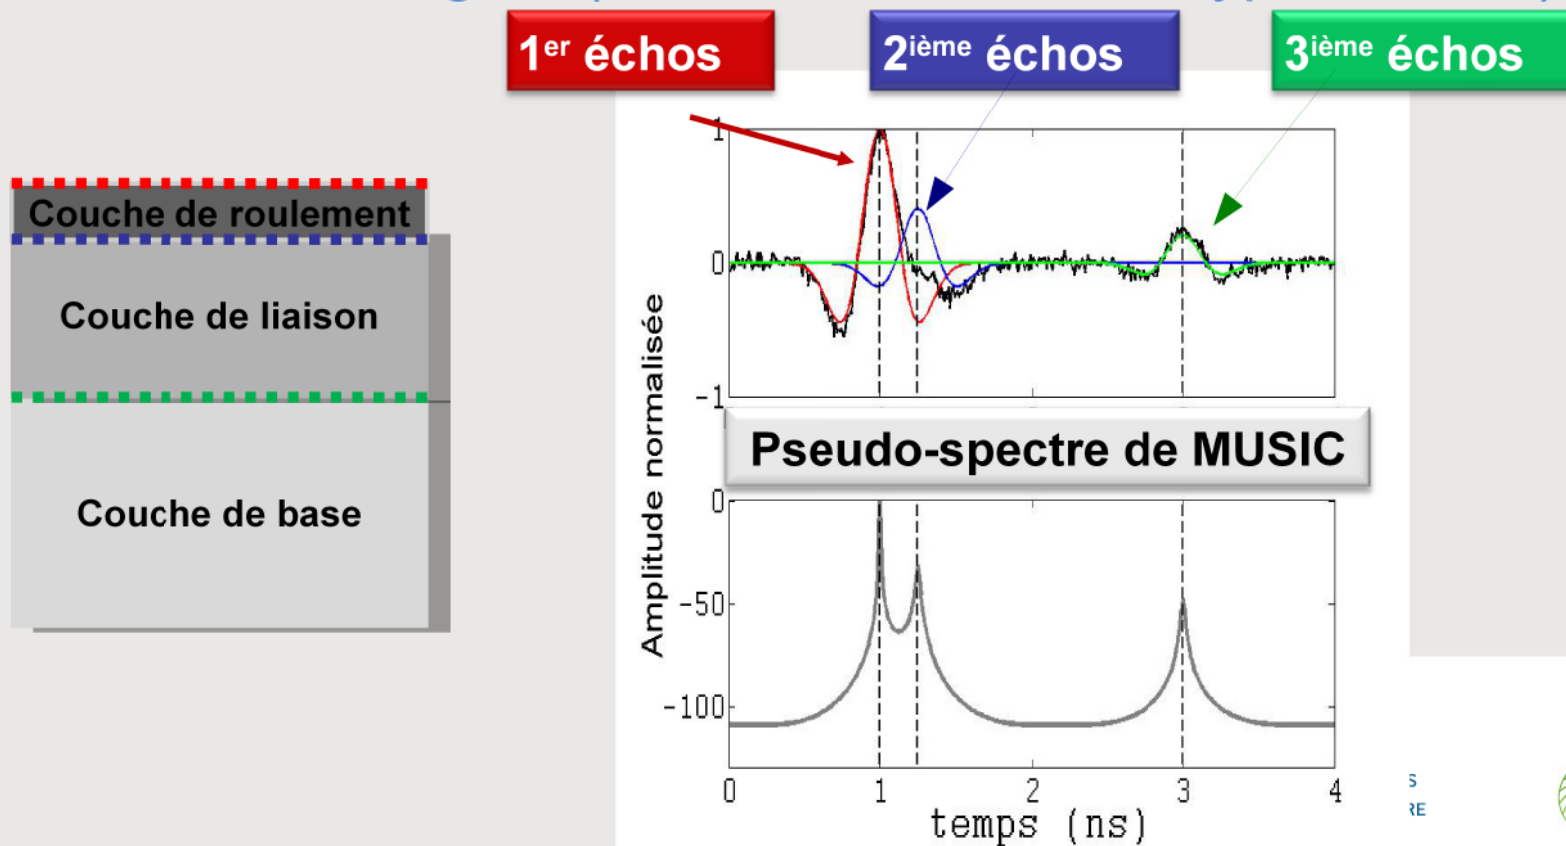 1er échos
2ième échos
3ième échos
Couche de roulement
Couche de liaison
Couche de base
Amplitude normalisée
1
0
-1
Pseudo-spectre de MUSIC
0
-50
-100
0 1 2 3 4
temps (ns)
S
RE